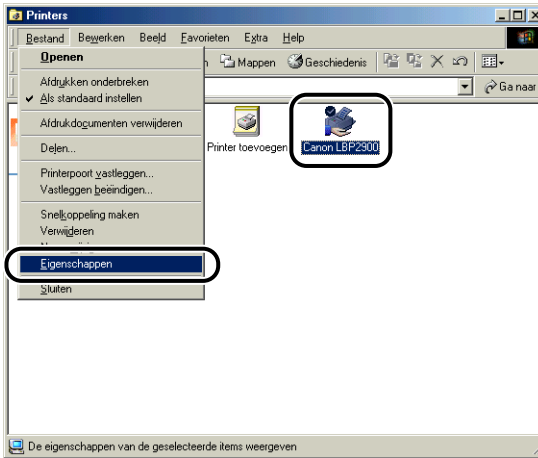 Printers
Bestand Bewerken Beeld Favorieten Extra Help
Mappen Geschiedenis
Ga naar
Openen
Afdrukken onderbreken
Als standaard instellen
Afdrukdocumenten verwijderen
Delen...
Printerpoort vastleggen...
Vastleggen beëindigen...
Snelkoppeling maken
Verwijderen
Eigenschappen
Sluiten
Printer toevoegen
Canon LBP2900
De eigenschappen van de geselecteerde items weergeven